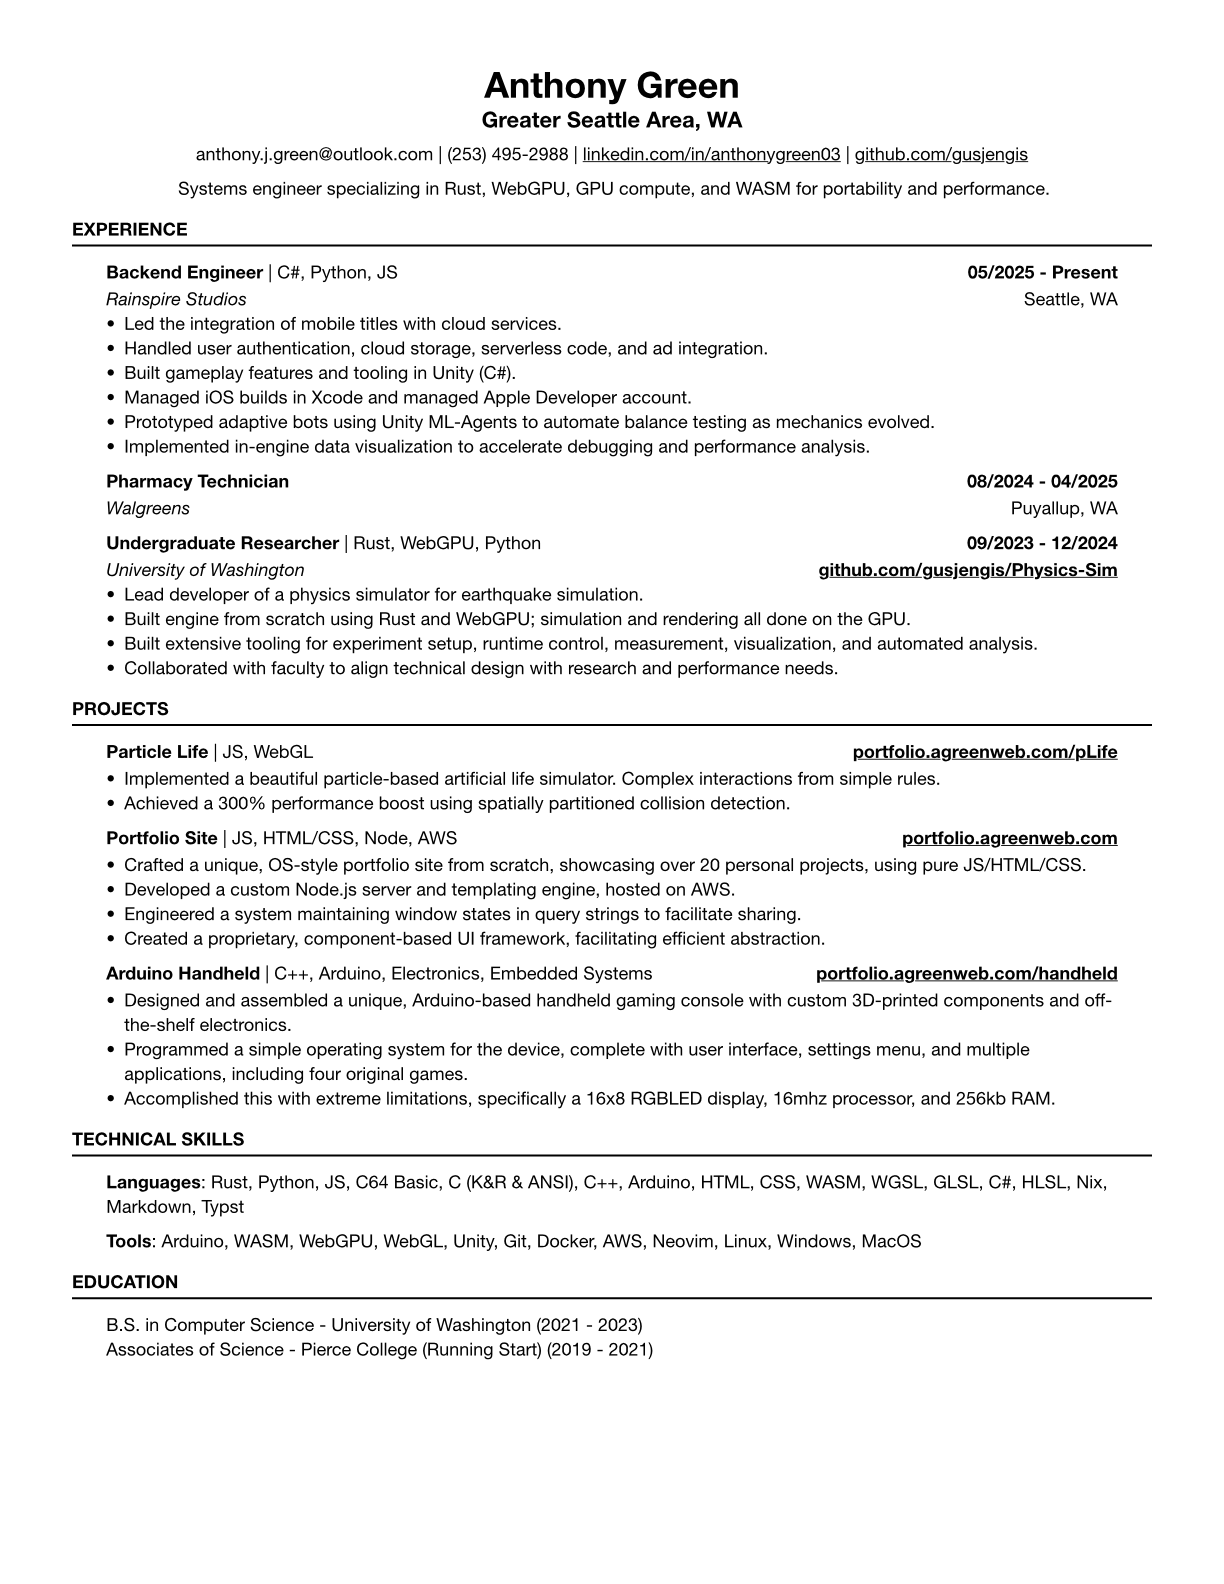 Anthony Green
Greater Seattle Area, WA
anthony.j.green@outlook.com | (253) 495-2988 | linkedin.com/in/anthonygreen03 | github.com/gusjengis
Systems engineer specializing in Rust, WebGPU, GPU compute, and WASM for portability and performance.
EXPERIENCE
Backend Engineer | C#, Python, JS 05/2025 - Present
Rainspire Studios Seattle, WA
• Led the integration of mobile titles with cloud services.
• Handled user authentication, cloud storage, serverless code, and ad integration.
• Built gameplay features and tooling in Unity (C#).
• Managed iOS builds in Xcode and managed Apple Developer account.
• Prototyped adaptive bots using Unity ML-Agents to automate balance testing as mechanics evolved.
• Implemented in-engine data visualization to accelerate debugging and performance analysis.
Pharmacy Technician 08/2024 - 04/2025
Walgreens Puyallup, WA
Undergraduate Researcher | Rust, WebGPU, Python 09/2023 - 12/2024
University of Washington github.com/gusjengis/Physics-Sim
• Lead developer of a physics simulator for earthquake simulation.
• Built engine from scratch using Rust and WebGPU; simulation and rendering all done on the GPU.
• Built extensive tooling for experiment setup, runtime control, measurement, visualization, and automated analysis.
• Collaborated with faculty to align technical design with research and performance needs.
PROJECTS
Particle Life | JS, WebGL portfolio.agreenweb.com/pLife
• Implemented a beautiful particle-based artificial life simulator. Complex interactions from simple rules.
• Achieved a 300% performance boost using spatially partitioned collision detection.
Portfolio Site | JS, HTML/CSS, Node, AWS portfolio.agreenweb.com
• Crafted a unique, OS-style portfolio site from scratch, showcasing over 20 personal projects, using pure JS/HTML/CSS.
• Developed a custom Node.js server and templating engine, hosted on AWS.
• Engineered a system maintaining window states in query strings to facilitate sharing.
• Created a proprietary, component-based UI framework, facilitating efficient abstraction.
Arduino Handheld | C++, Arduino, Electronics, Embedded Systems portfolio.agreenweb.com/handheld
• Designed and assembled a unique, Arduino-based handheld gaming console with custom 3D-printed components and off-
the-shelf electronics.
• Programmed a simple operating system for the device, complete with user interface, settings menu, and multiple
applications, including four original games.
• Accomplished this with extreme limitations, specifically a 16x8 RGBLED display, 16mhz processor, and 256kb RAM.
TECHNICAL SKILLS
Languages: Rust, Python, JS, C64 Basic, C (K&R & ANSI), C++, Arduino, HTML, CSS, WASM, WGSL, GLSL, C#, HLSL, Nix,
Markdown, Typst
Tools: Arduino, WASM, WebGPU, WebGL, Unity, Git, Docker, AWS, Neovim, Linux, Windows, MacOS
EDUCATION
B.S. in Computer Science - University of Washington (2021 - 2023)
Associates of Science - Pierce College (Running Start) (2019 - 2021)